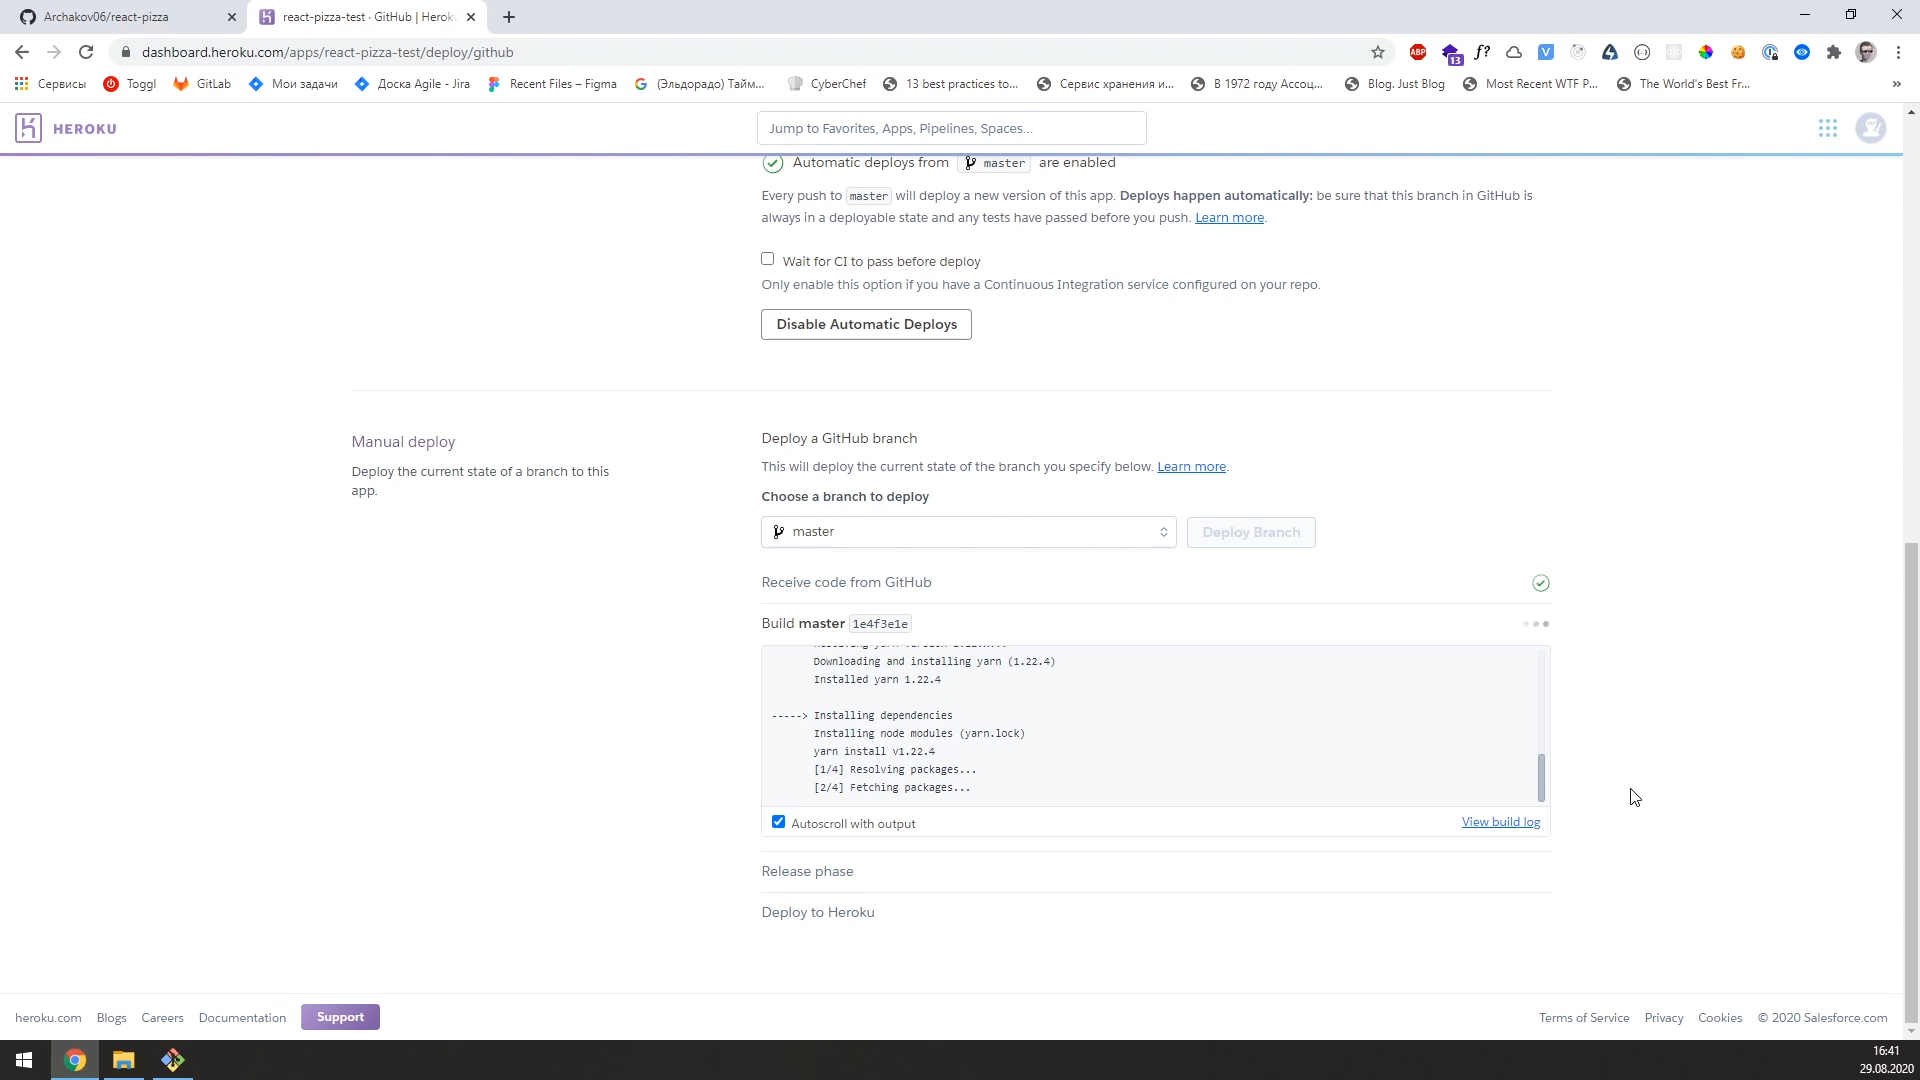 Archakov06/react-pizza
react-pizza-test · GitHub | Heroku
dashboard.heroku.com/apps/react-pizza-test/deploy/github
ABP
13
f?
V
Сервисы
Toggl
GitLab
Мои задачи
Доска Agile - Jira
Recent Files – Figma
(Эльдорадо) Тайм...
CyberChef
13 best practices to...
Сервис хранения и...
В 1972 году Ассоц...
Blog. Just Blog
Most Recent WTF P...
The World's Best Fr...
»
HEROKU
Jump to Favorites, Apps, Pipelines, Spaces...
Automatic deploys from master are enabled
Every push to master will deploy a new version of this app. Deploys happen automatically: be sure that this branch in GitHub is
always in a deployable state and any tests have passed before you push. Learn more.
Wait for CI to pass before deploy
Only enable this option if you have a Continuous Integration service configured on your repo.
Disable Automatic Deploys
Manual deploy
Deploy the current state of a branch to this
app.
Deploy a GitHub branch
This will deploy the current state of the branch you specify below. Learn more.
Choose a branch to deploy
master
Deploy Branch
Receive code from GitHub
Build master 1e4f3e1e
Downloading and installing yarn (1.22.4)
Installed yarn 1.22.4
-----> Installing dependencies
Installing node modules (yarn.lock)
yarn install v1.22.4
[1/4] Resolving packages...
[2/4] Fetching packages...
Autoscroll with output
View build log
Release phase
Deploy to Heroku
heroku.com
Blogs
Careers
Documentation
Support
Terms of Service
Privacy
Cookies
© 2020 Salesforce.com
16:41
29.08.2020